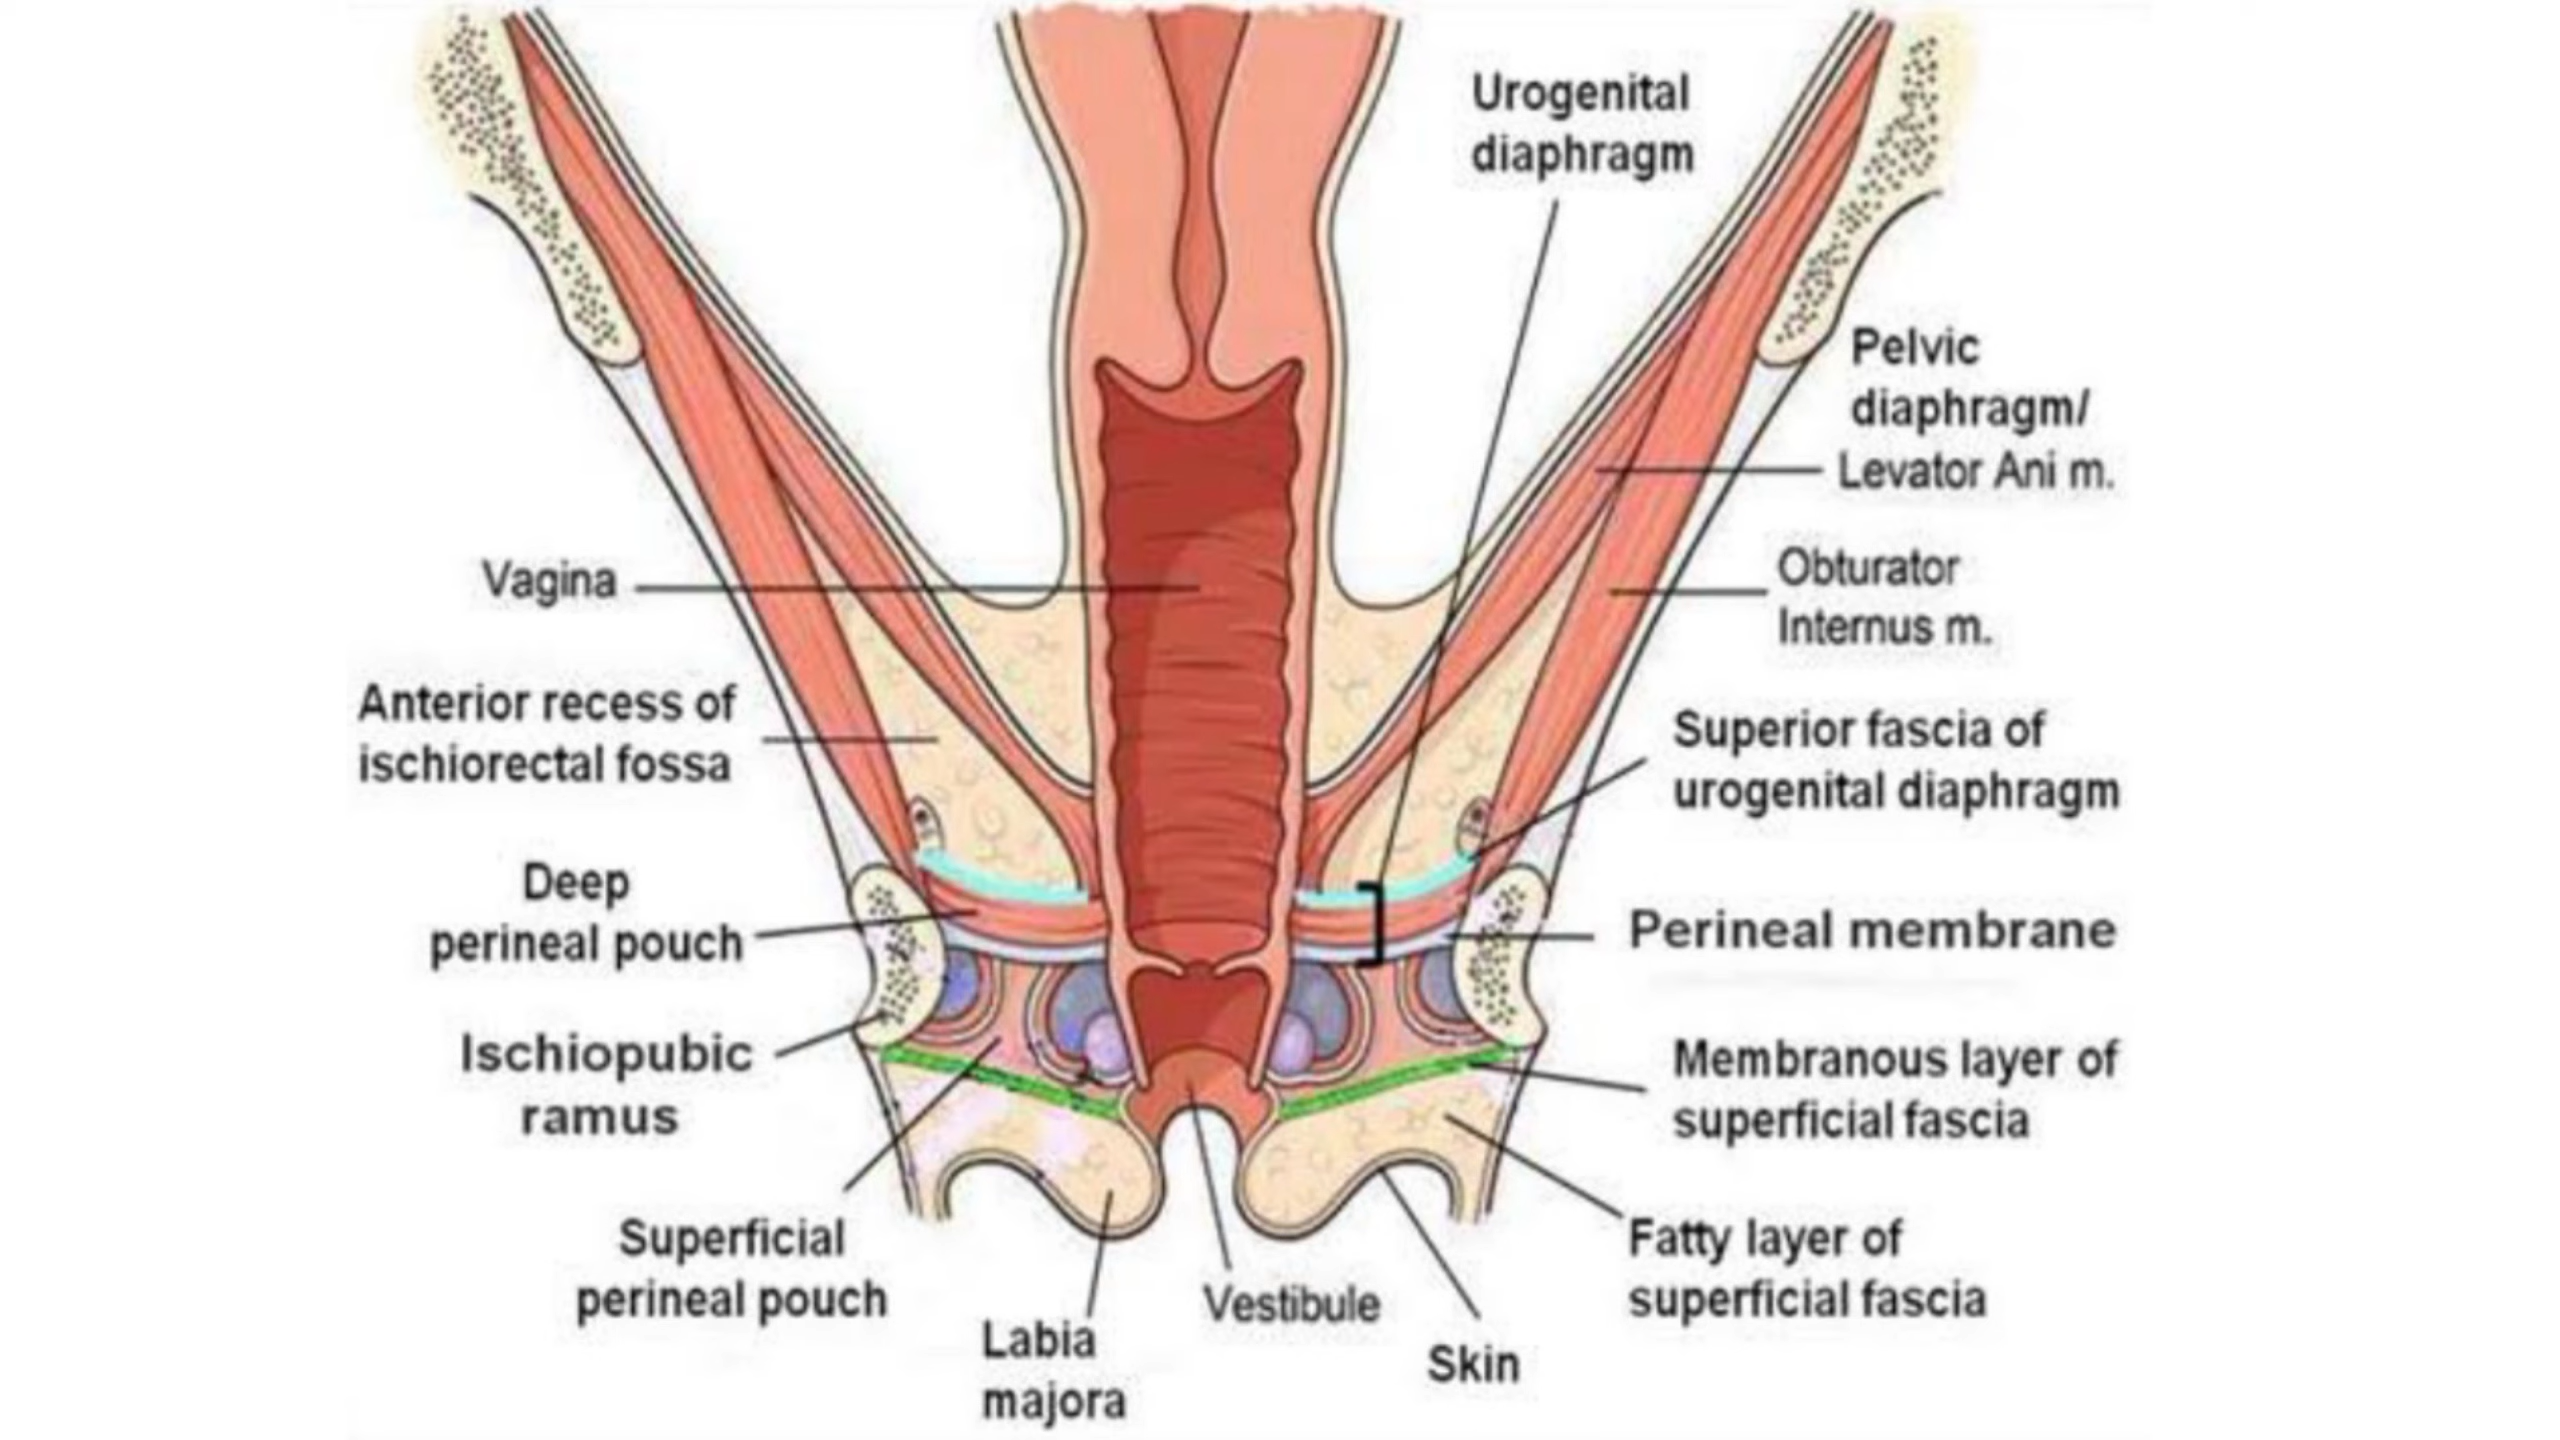 Urogenital
diaphragm
Pelvic
diaphragm/
Levator Ani m.
Obturator
Internus m.
Vagina
Anterior recess of
ischiorectal fossa
Superior fascia of
urogenital diaphragm
Deep
perineal pouch
Perineal membrane
Ischiopubic
ramus
Membranous layer of
superficial fascia
Superficial
perineal pouch
Fatty layer of
superficial fascia
Labia
majora
Vestibule
Skin